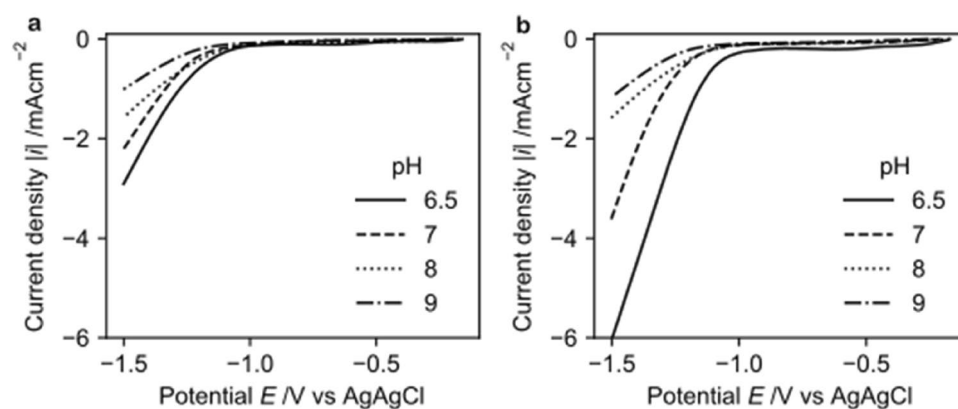 a
Current density |i| /mAcm⁻²
0
−2
−4
−6
−1.5 −1.0 −0.5
Potential E /V vs AgAgCl
pH
6.5
7
8
9
b
Current density |i| /mAcm⁻²
0
−2
−4
−6
−1.5 −1.0 −0.5
Potential E /V vs AgAgCl
pH
6.5
7
8
9